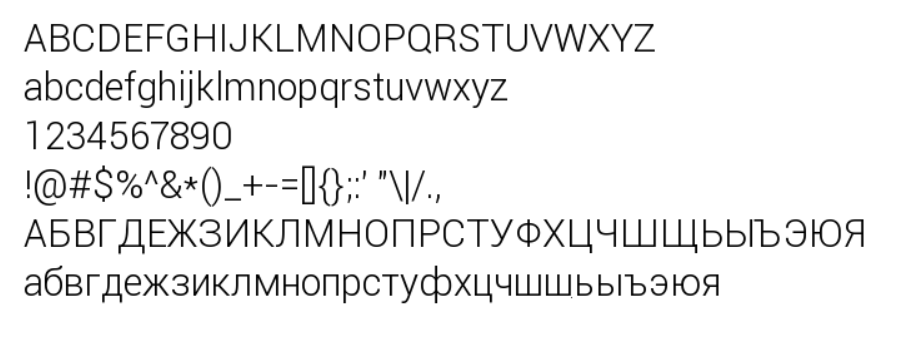 ABCDEFGHIJKLMNOPQRSTUVWXYZ
abcdefghijklmnopqrstuvwxyz
1234567890
!@#$%^&*()_+-=[]{};:' "\|/.,
АБВГДЕЖЗИКЛМНОПРСТУФХЦЧШЩЬЫЪЭЮЯ
абвгдежзиклмнопрстуфхцчшщьыъэюя